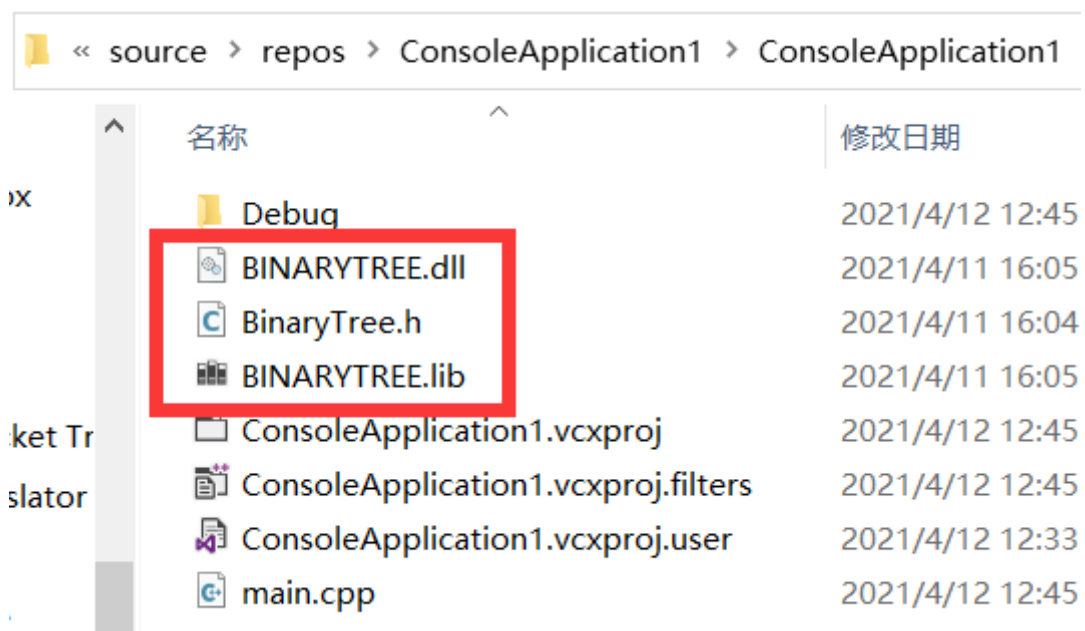 « source > repos > ConsoleApplication1 > ConsoleApplication1
名称 修改日期
Debug 2021/4/12 12:45
BINARYTREE.dll 2021/4/11 16:05
BinaryTree.h 2021/4/11 16:04
BINARYTREE.lib 2021/4/11 16:05
ConsoleApplication1.vcxproj 2021/4/12 12:45
ConsoleApplication1.vcxproj.filters 2021/4/12 12:45
ConsoleApplication1.vcxproj.user 2021/4/12 12:33
main.cpp 2021/4/12 12:45
ox
cket Tr
slator